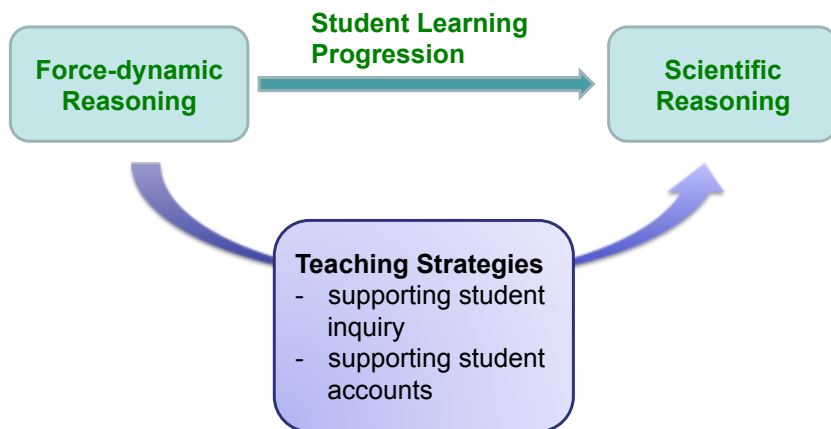 Student Learning
Progression
Force-dynamic
Reasoning
Scientific
Reasoning
Teaching Strategies
- supporting student
inquiry
- supporting student
accounts